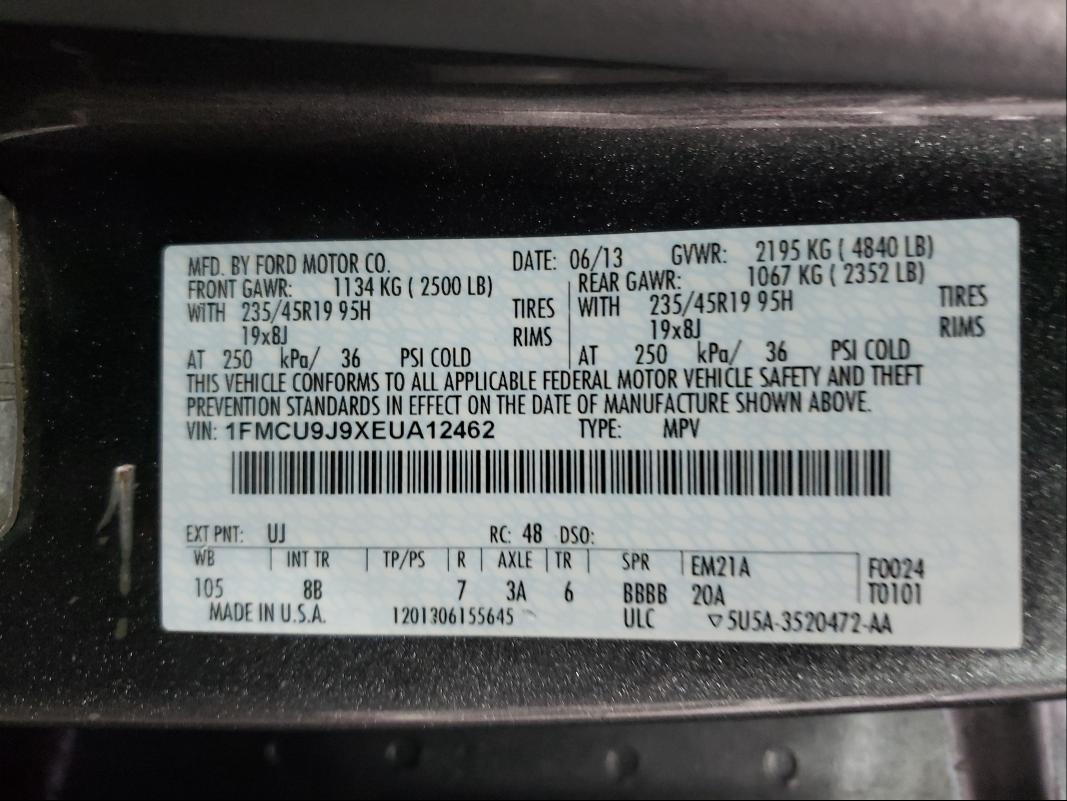 MFD. BY FORD MOTOR CO. DATE: 06/13 GVWR: 2195 KG ( 4840 LB)
FRONT GAWR: 1134 KG ( 2500 LB) REAR GAWR: 1067 KG ( 2352 LB)
WITH 235/45R19 95H TIRES WITH 235/45R19 95H TIRES
19x8J RIMS 19x8J RIMS
AT 250 kPa/ 36 PSI COLD AT 250 kPa/ 36 PSI COLD
THIS VEHICLE CONFORMS TO ALL APPLICABLE FEDERAL MOTOR VEHICLE SAFETY AND THEFT
PREVENTION STANDARDS IN EFFECT ON THE DATE OF MANUFACTURE SHOWN ABOVE.
VIN: 1FMCU9J9XEUA12462 TYPE: MPV
EXT PNT: UJ RC: 48 DSO:
WB INT TR TP/PS R AXLE TR SPR EM21A F0024
105 8B 7 3A 6 BBBB 20A T0101
MADE IN U.S.A. 1201306155645 ULC ▽5U5A-3520472-AA